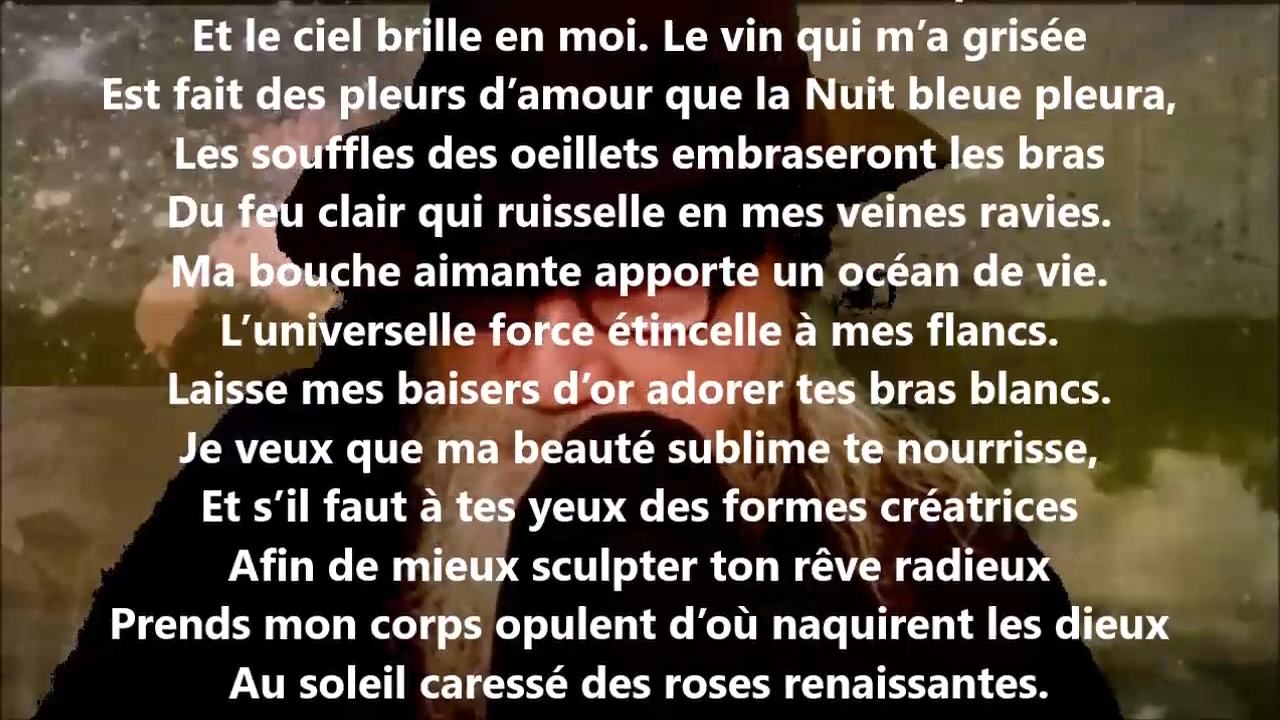 Et le ciel brille en moi. Le vin qui m’a grisée
Est fait des pleurs d’amour que la Nuit bleue pleura,
Les souffles des oeillets embraseront les bras
Du feu clair qui ruisselle en mes veines ravies.
Ma bouche aimante apporte un océan de vie.
L’universelle force étincelle à mes flancs.
Laisse mes baisers d’or adorer tes bras blancs.
Je veux que ma beauté sublime te nourrisse,
Et s’il faut à tes yeux des formes créatrices
Afin de mieux sculpter ton rêve radieux
Prends mon corps opulent d’où naquirent les dieux
Au soleil caressé des roses renaissantes.